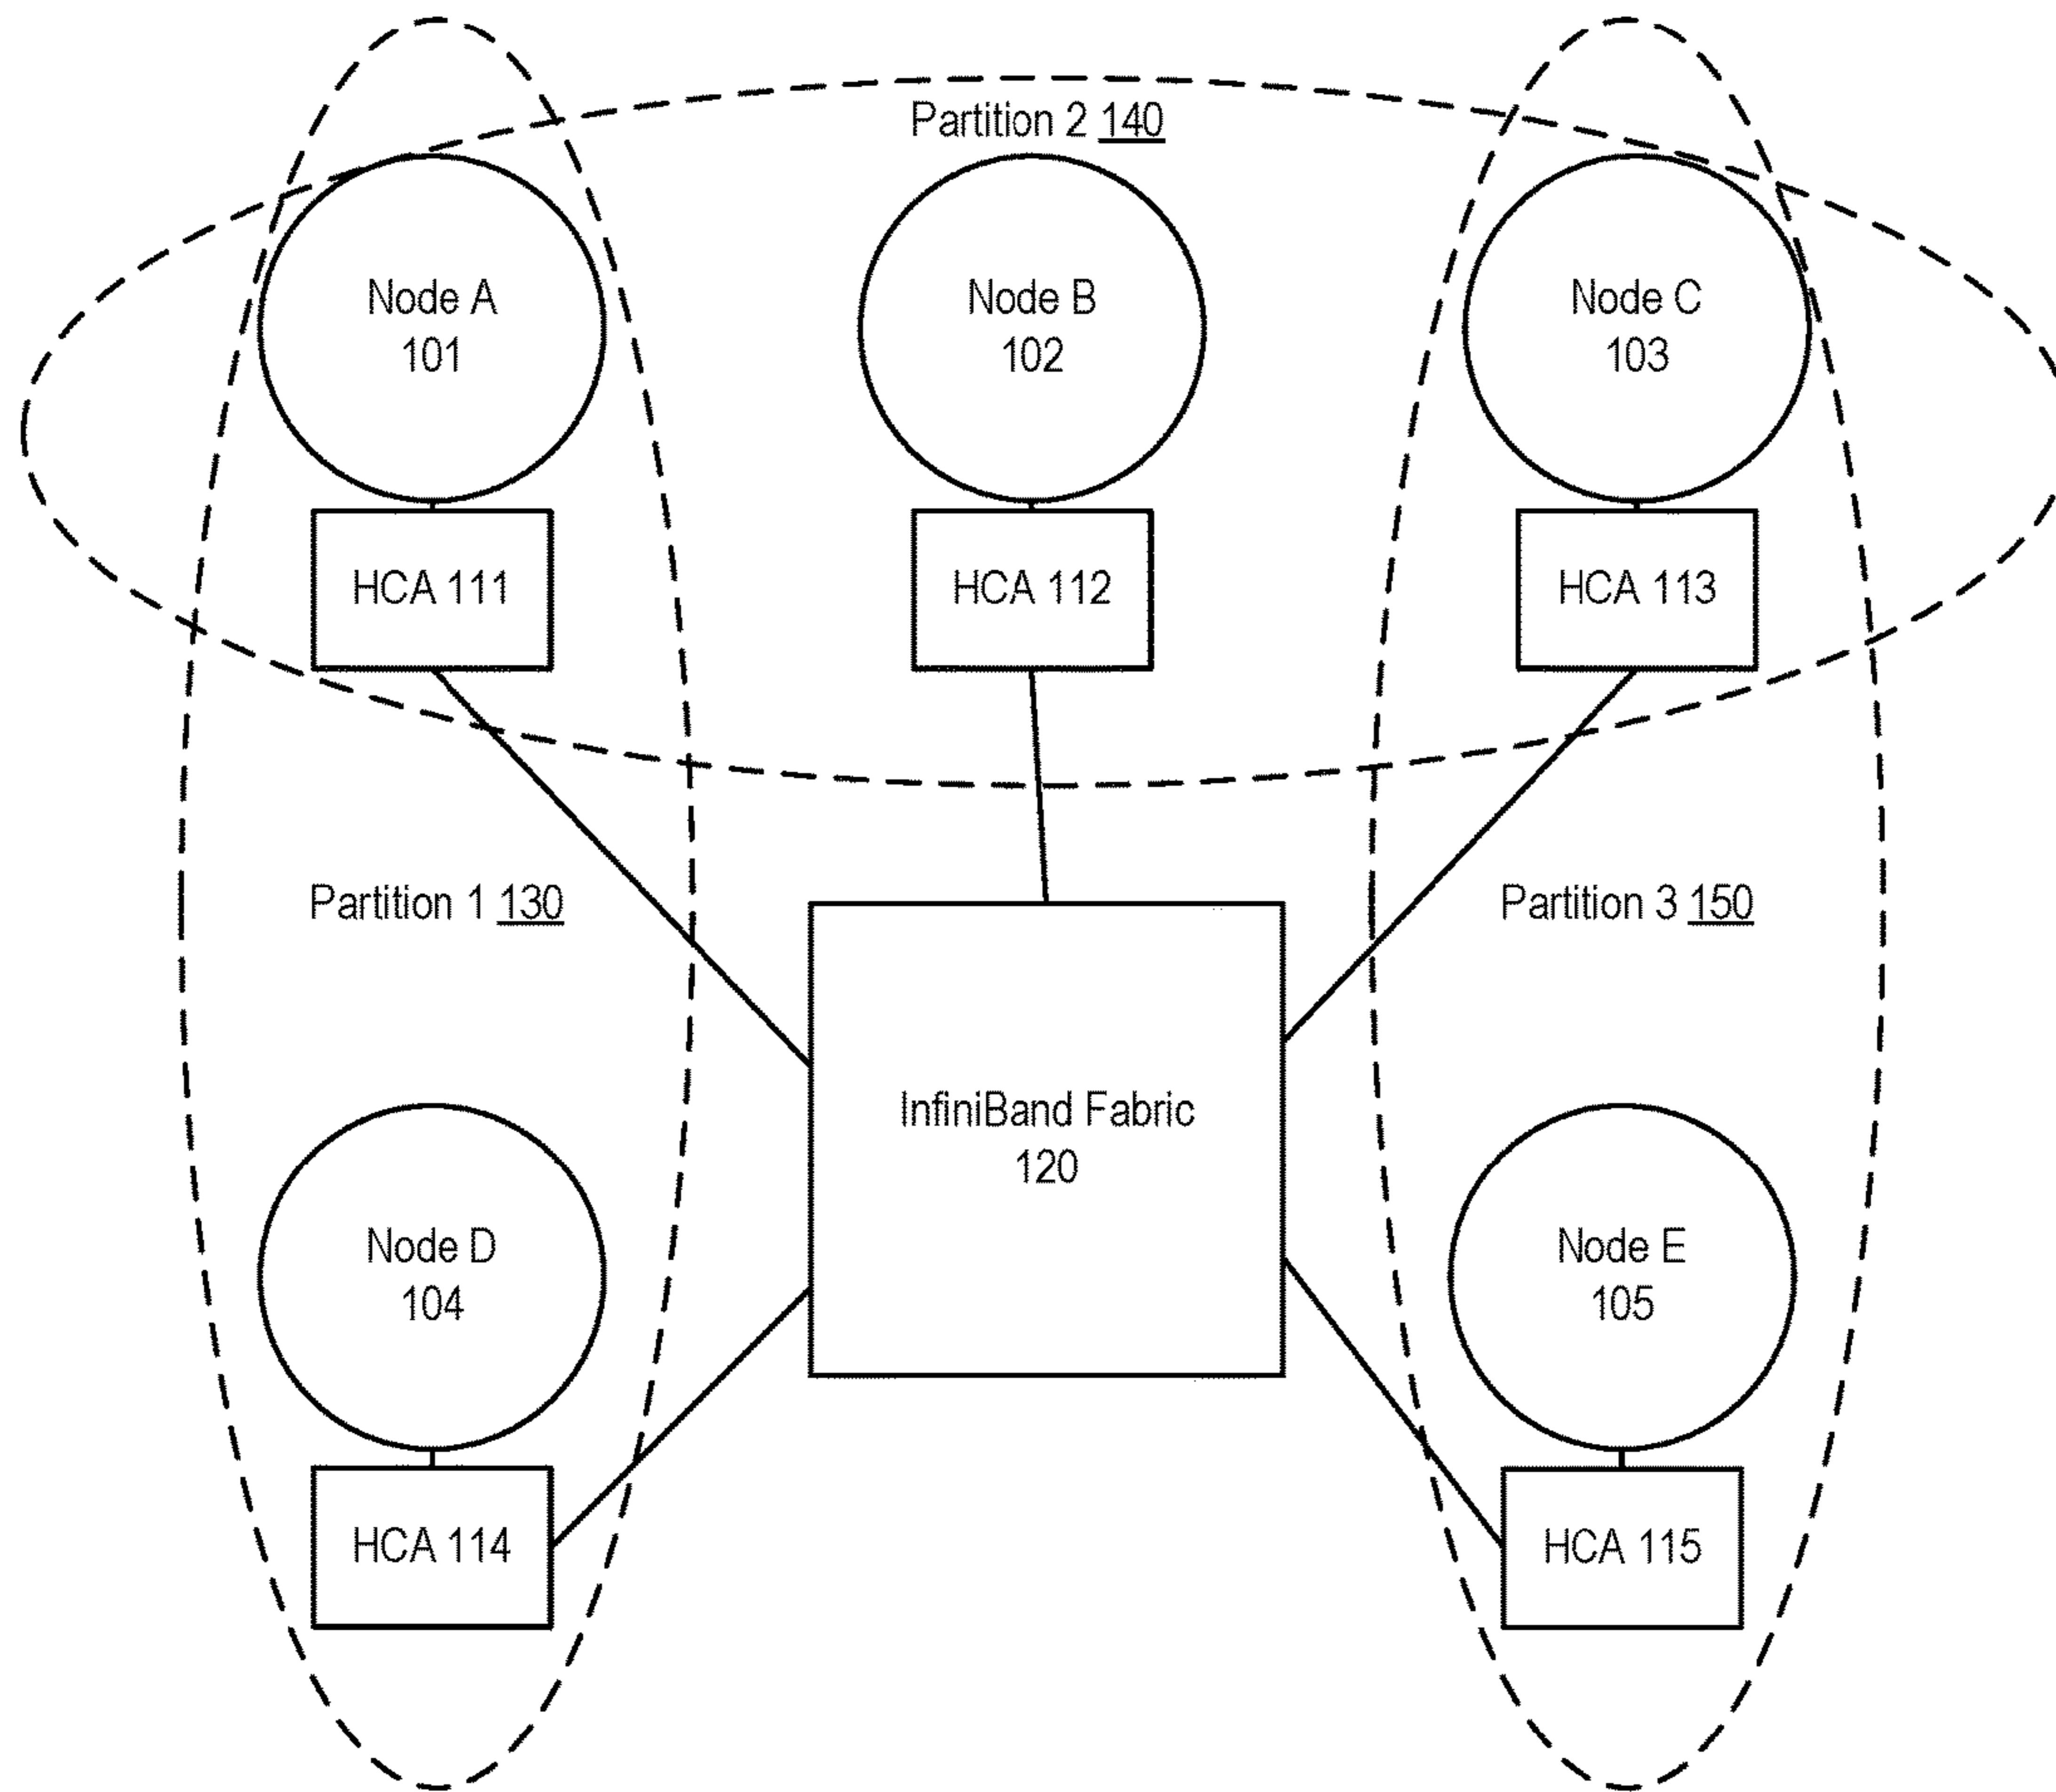 Partition 2 140
Node A
101
Node B
102
Node C
103
HCA 111
HCA 112
HCA 113
Partition 1 130
Partition 3 150
InfiniBand Fabric
120
Node D
104
Node E
105
HCA 114
HCA 115